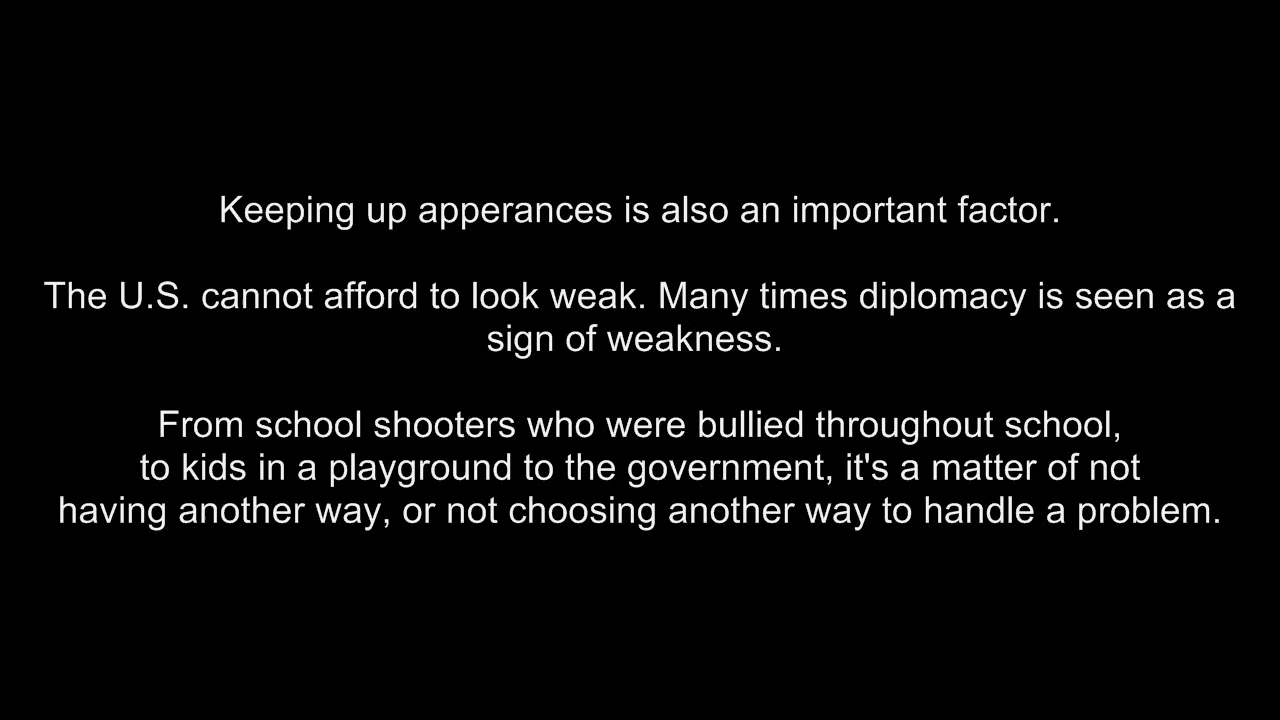 Keeping up apperances is also an important factor.
The U.S. cannot afford to look weak. Many times diplomacy is seen as a
sign of weakness.
From school shooters who were bullied throughout school,
to kids in a playground to the government, it's a matter of not
having another way, or not choosing another way to handle a problem.